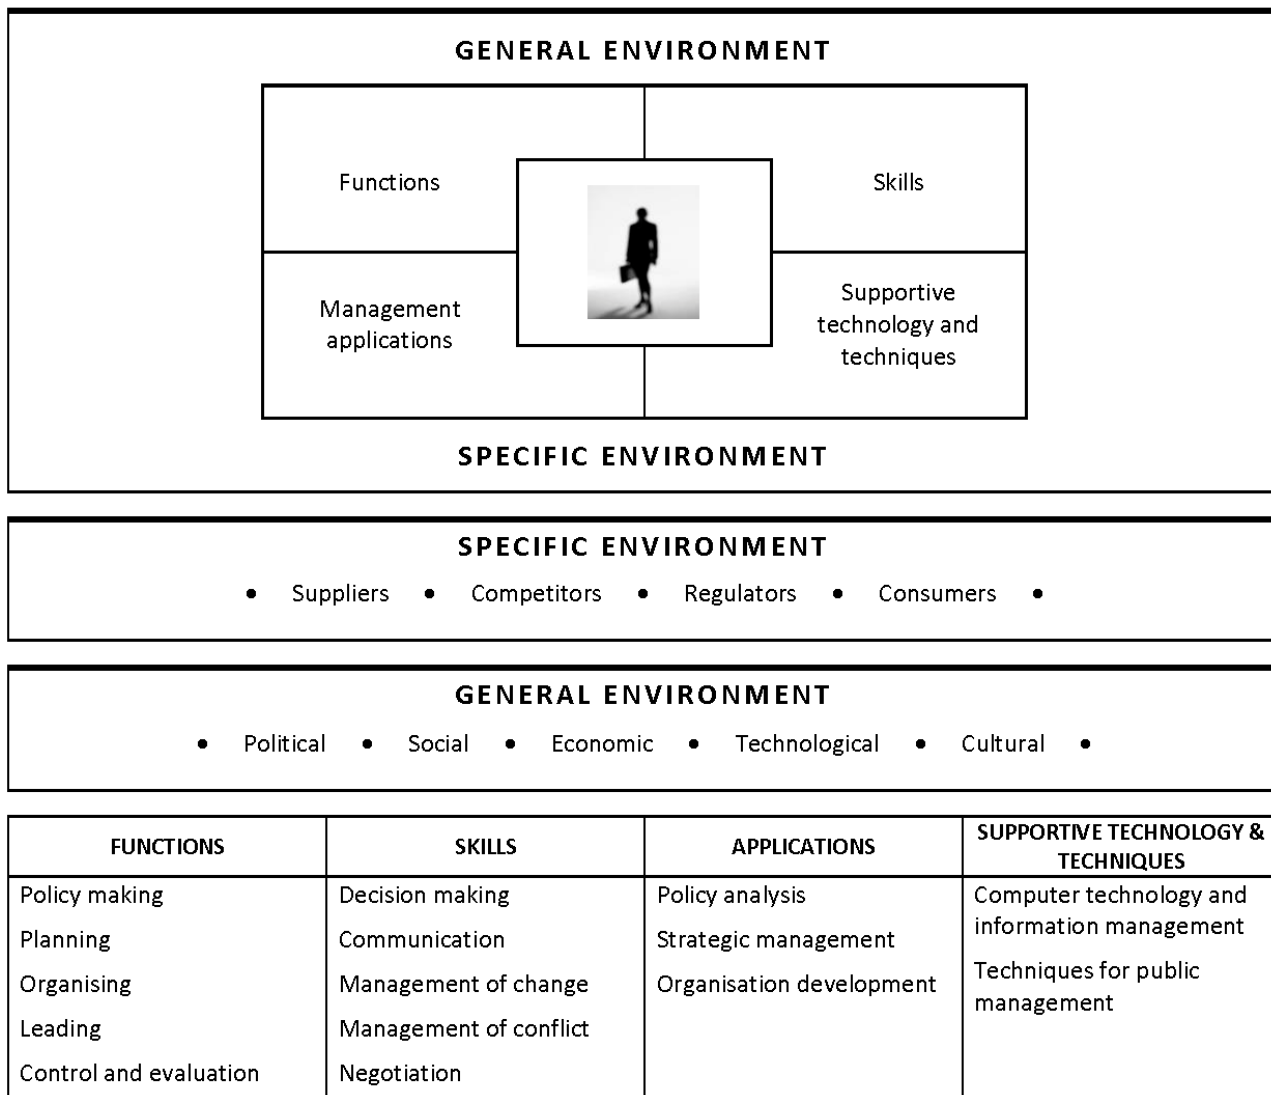 GENERAL ENVIRONMENT
Functions
Skills
Management
applications
Supportive
technology and
techniques
SPECIFIC ENVIRONMENT
SPECIFIC ENVIRONMENT
• Suppliers • Competitors • Regulators • Consumers •
GENERAL ENVIRONMENT
• Political • Social • Economic • Technological • Cultural •
FUNCTIONS
SKILLS
APPLICATIONS
SUPPORTIVE TECHNOLOGY &
TECHNIQUES
Policy making
Planning
Organising
Leading
Control and evaluation
Decision making
Communication
Management of change
Management of conflict
Negotiation
Policy analysis
Strategic management
Organisation development
Computer technology and
information management
Techniques for public
management